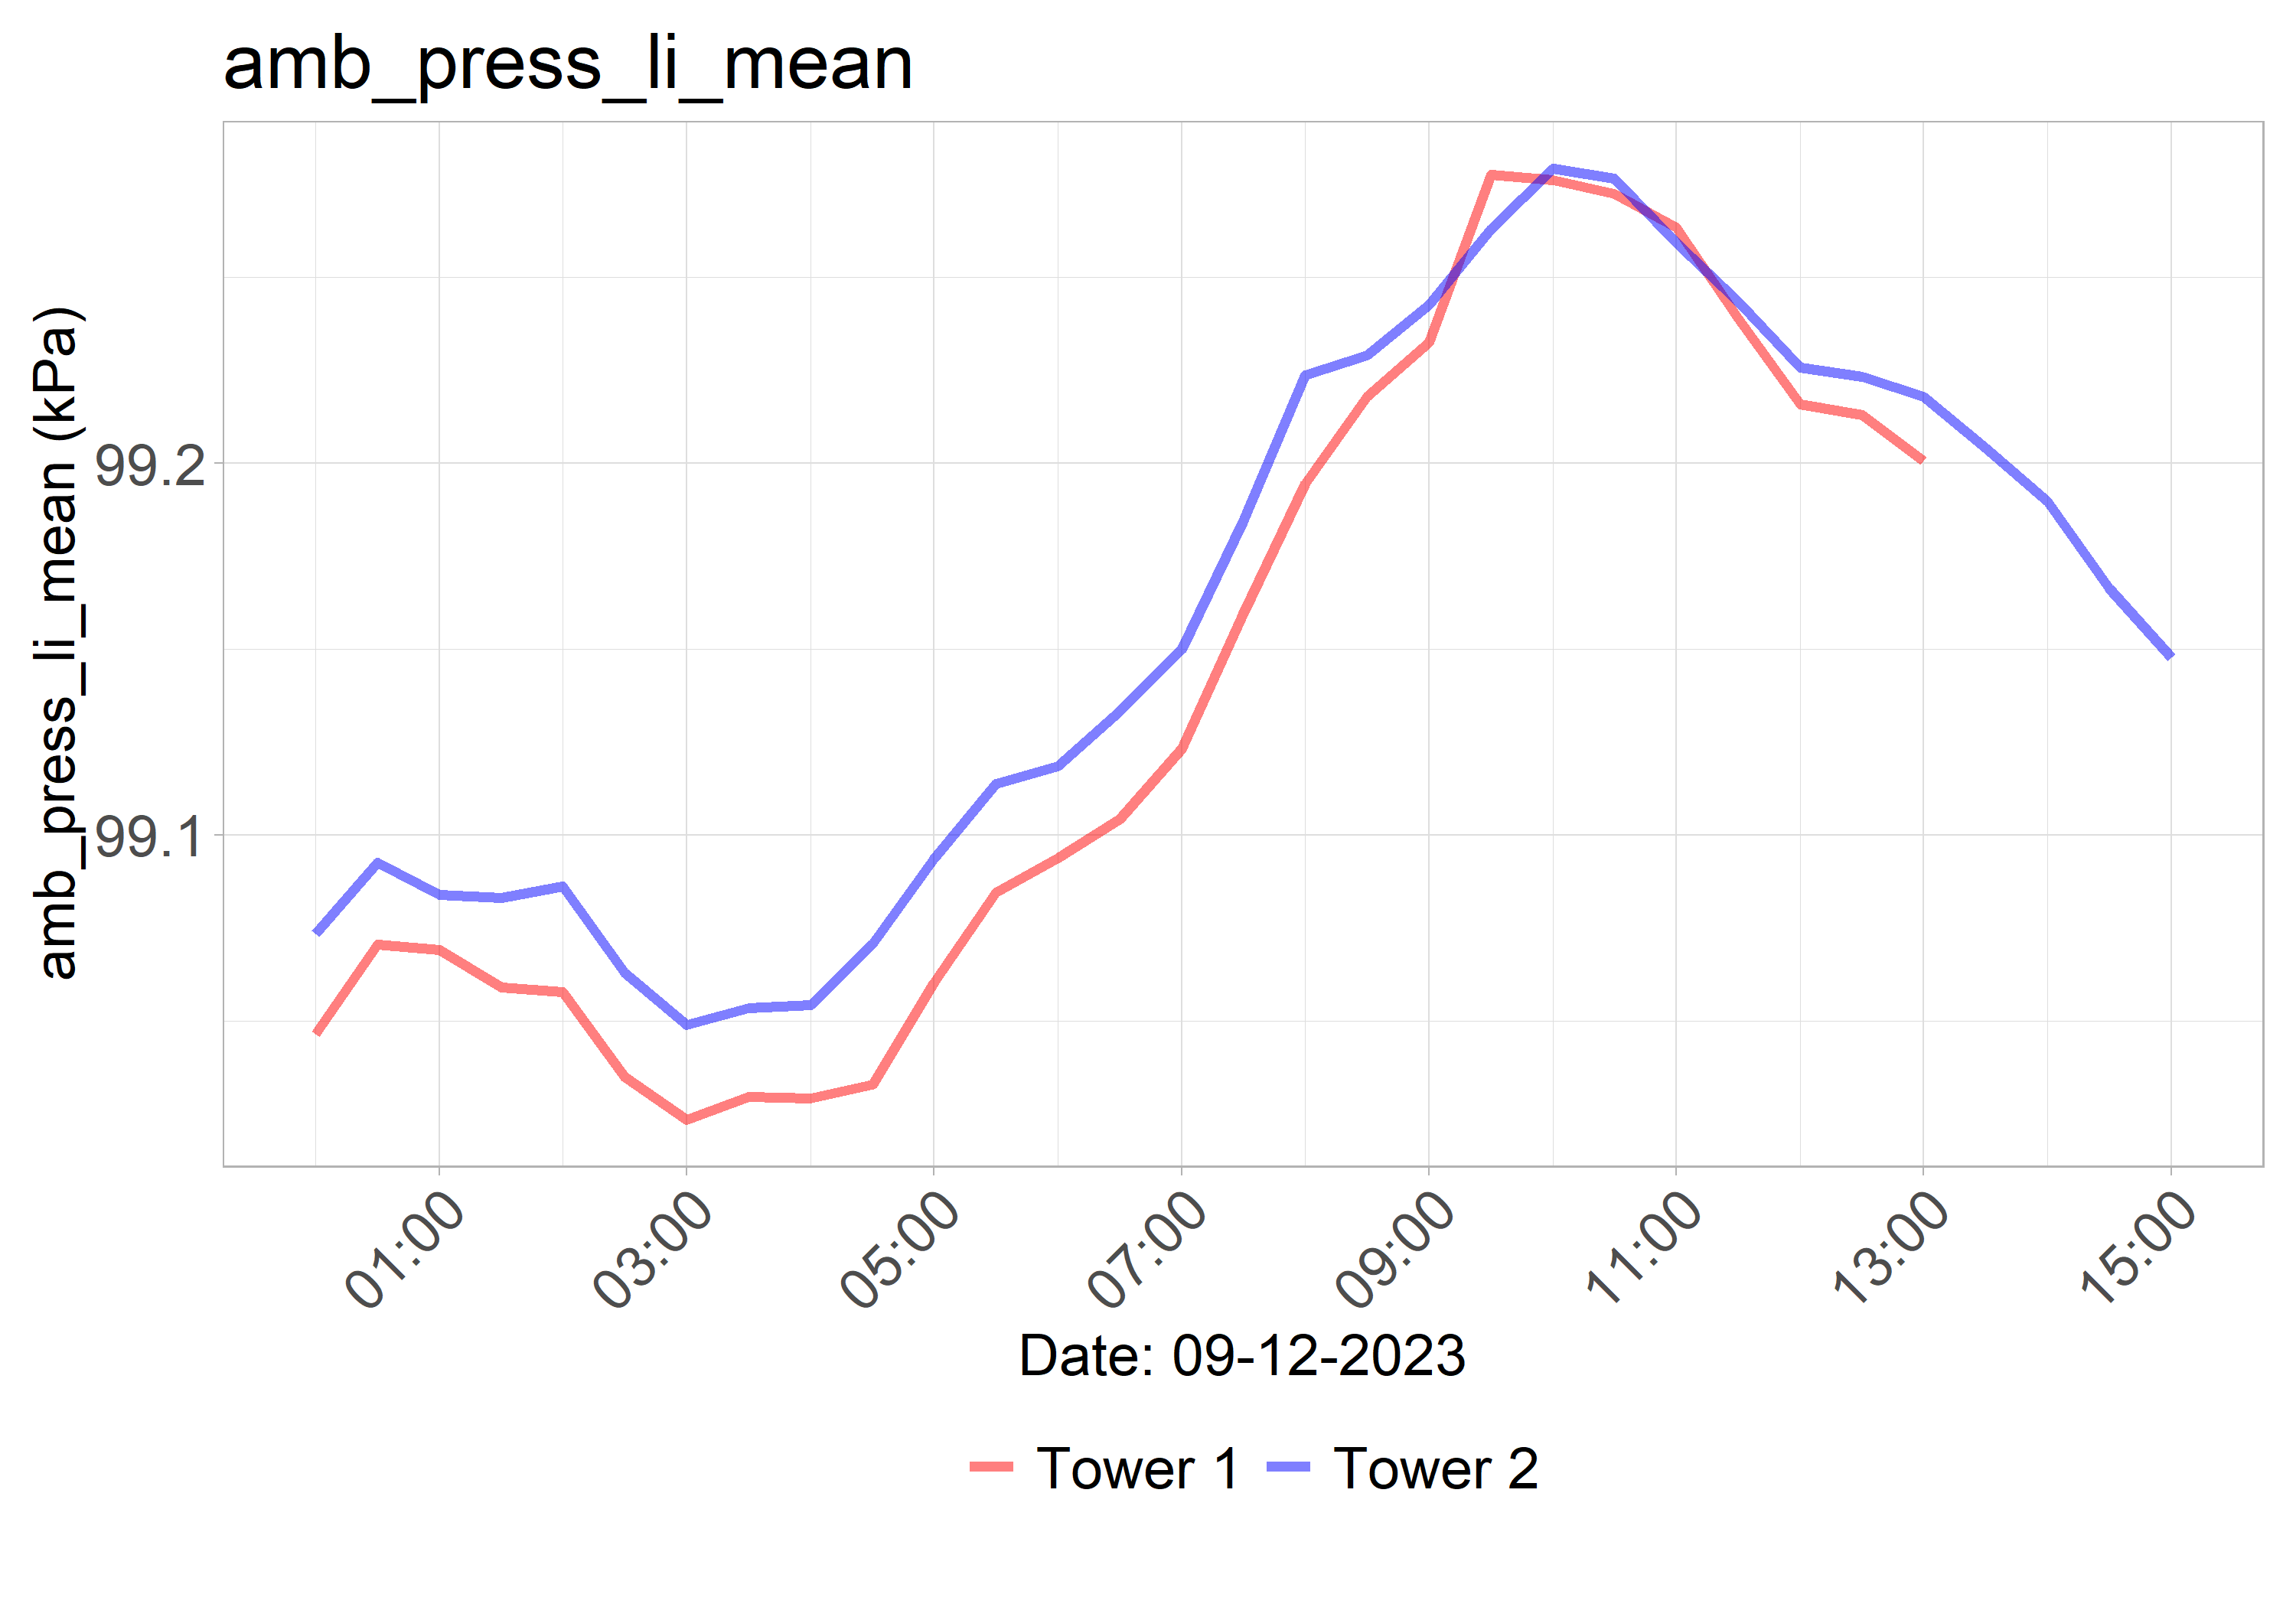 amb_press_li_mean
amb_press_li_mean (kPa)
99.2
99.1
01:00
03:00
05:00
07:00
09:00
11:00
13:00
15:00
Date: 09-12-2023
Tower 1
Tower 2